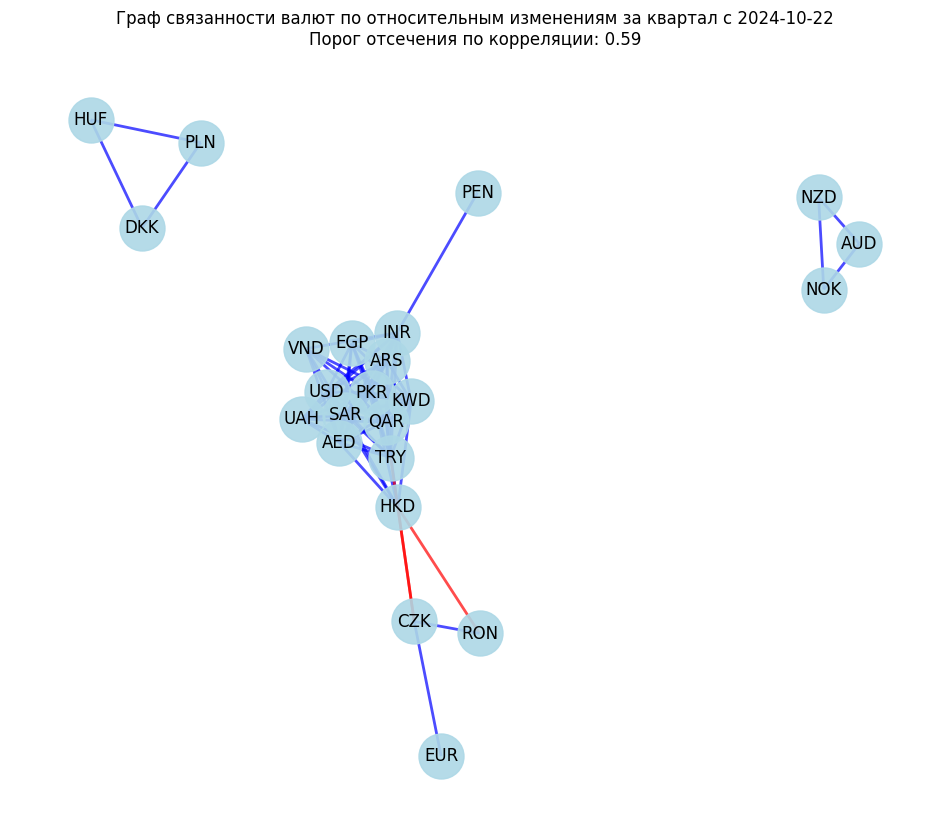 Граф связанности валют по относительным изменениям за квартал с 2024-10-22
Порог отсечения по корреляции: 0.59
HUF
PLN
PEN
NZD
DKK
AUD
NOK
INR
EGP
VND
ARS
USD
PKR
KWD
SAR
UAH
QAR
AED
TRY
HKD
CZK
RON
EUR